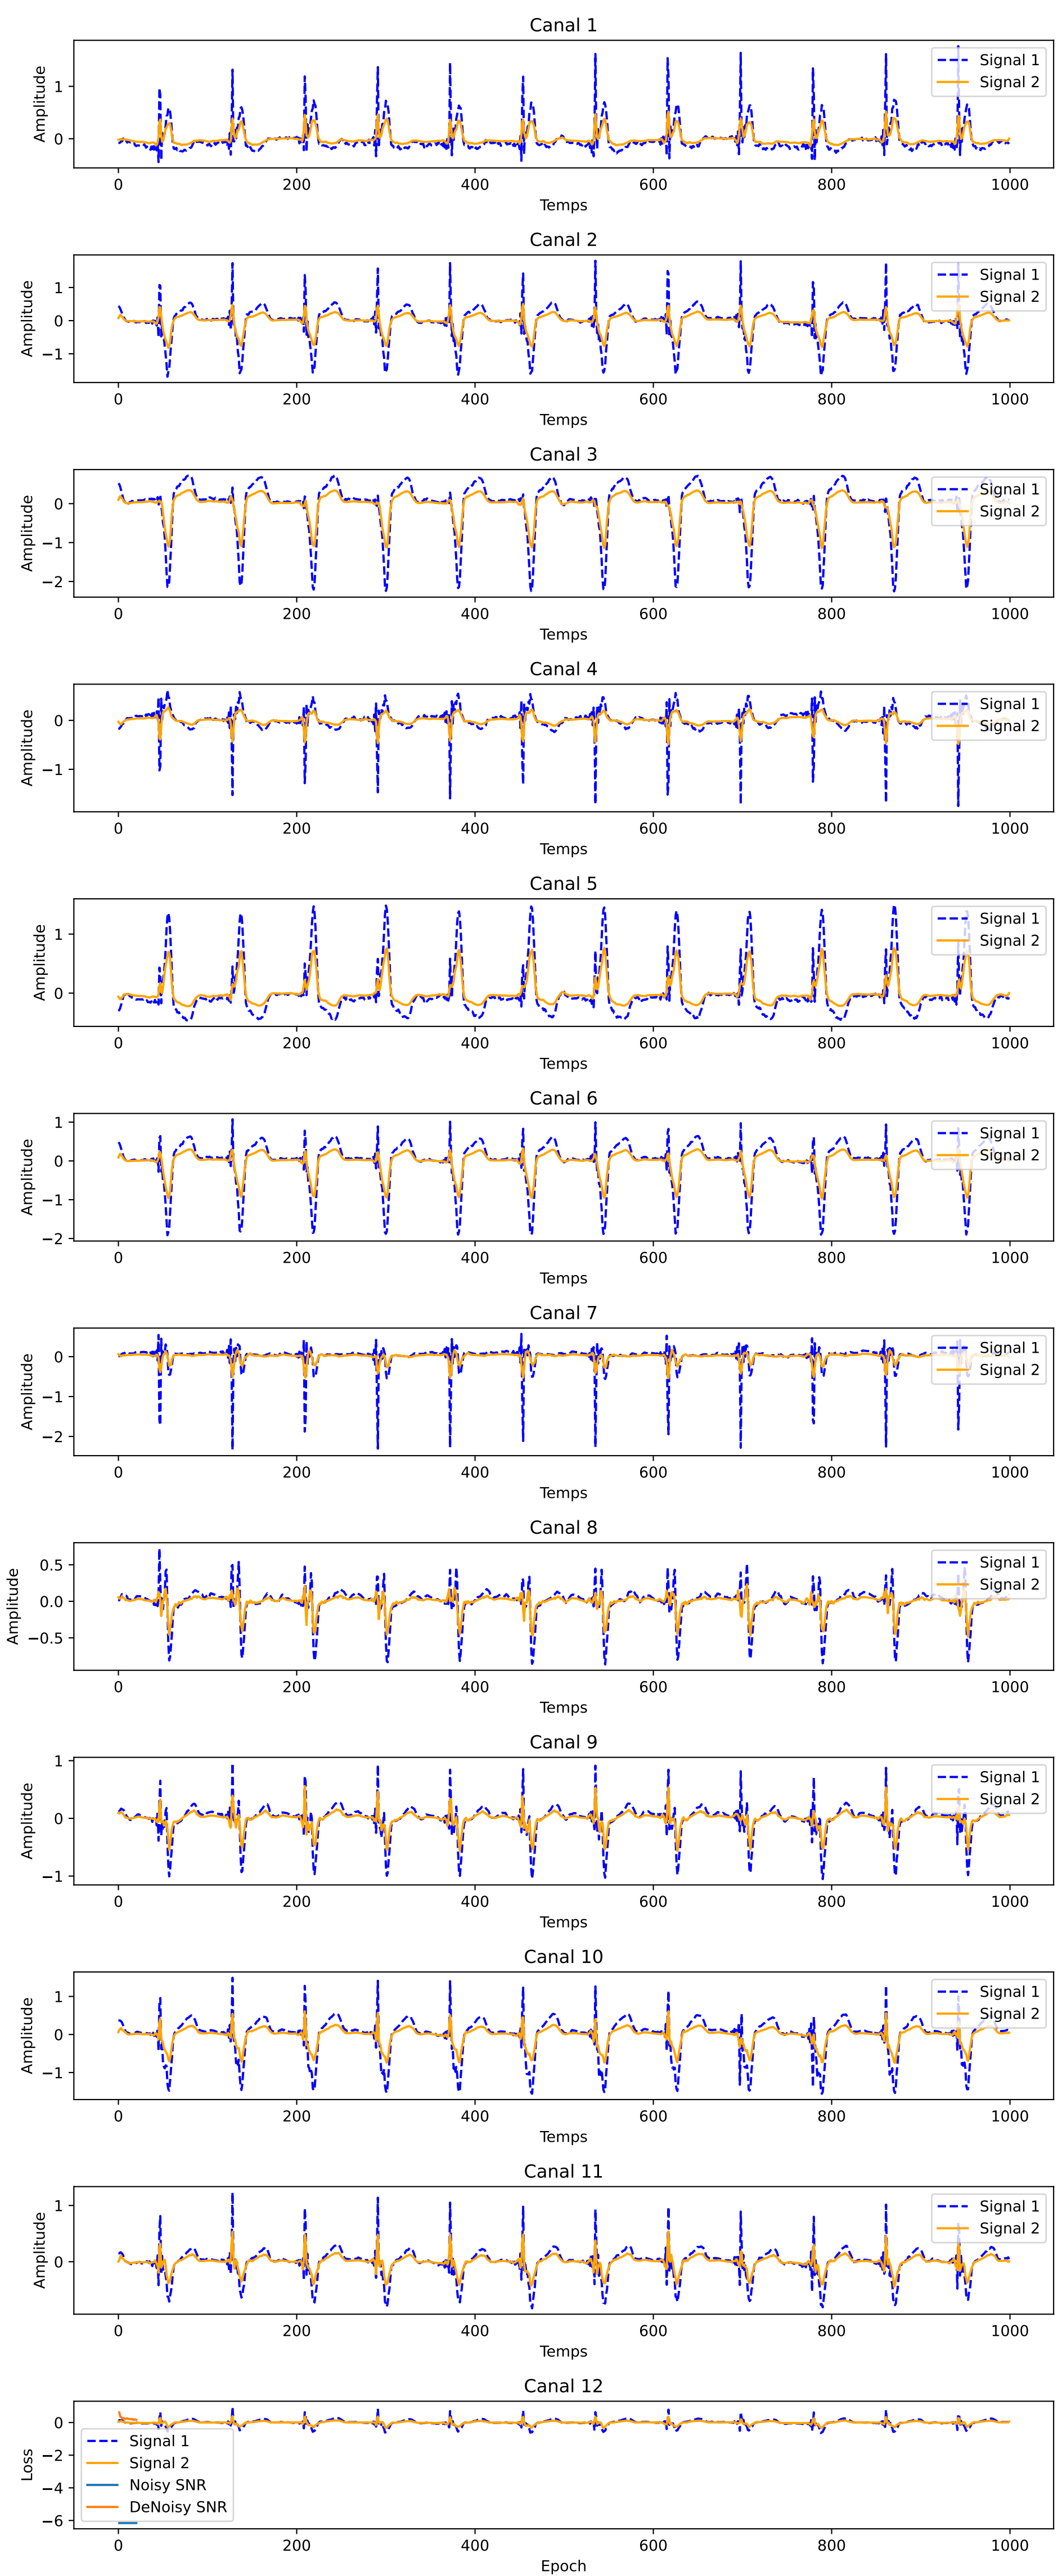 Canal 1
1
0
Amplitude
Signal 1
Signal 2
0 200 400 600 800 1000
Temps
Canal 2
1
0
−1
Amplitude
Signal 1
Signal 2
0 200 400 600 800 1000
Temps
Canal 3
0
−1
−2
Amplitude
Signal 1
Signal 2
0 200 400 600 800 1000
Temps
Canal 4
0
−1
Amplitude
Signal 1
Signal 2
0 200 400 600 800 1000
Temps
Canal 5
1
0
Amplitude
Signal 1
Signal 2
0 200 400 600 800 1000
Temps
Canal 6
1
0
−1
−2
Amplitude
Signal 1
Signal 2
0 200 400 600 800 1000
Temps
Canal 7
0
−1
−2
Amplitude
Signal 1
Signal 2
0 200 400 600 800 1000
Temps
Canal 8
0.5
0.0
−0.5
Amplitude
Signal 1
Signal 2
0 200 400 600 800 1000
Temps
Canal 9
1
0
−1
Amplitude
Signal 1
Signal 2
0 200 400 600 800 1000
Temps
Canal 10
1
0
−1
Amplitude
Signal 1
Signal 2
0 200 400 600 800 1000
Temps
Canal 11
1
0
Amplitude
Signal 1
Signal 2
0 200 400 600 800 1000
Temps
Canal 12
0
−2
−4
−6
Loss
Signal 1
Signal 2
Noisy SNR
DeNoisy SNR
0 200 400 600 800 1000
Epoch